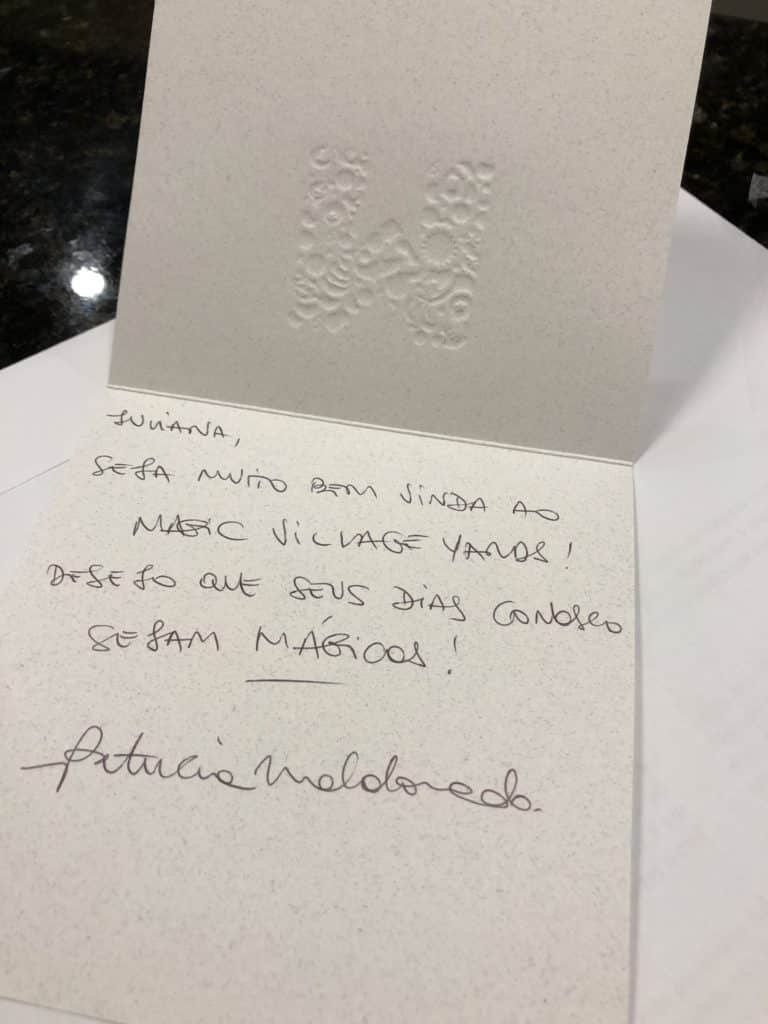 JULIANA,
SEJA MUITO BEM VINDA AO
MAGIC VILLAGE YARDS!
DESEJO QUE SEUS DIAS CONOSCO
SEJAM MÁGICOS!
Patricia Maldonado.